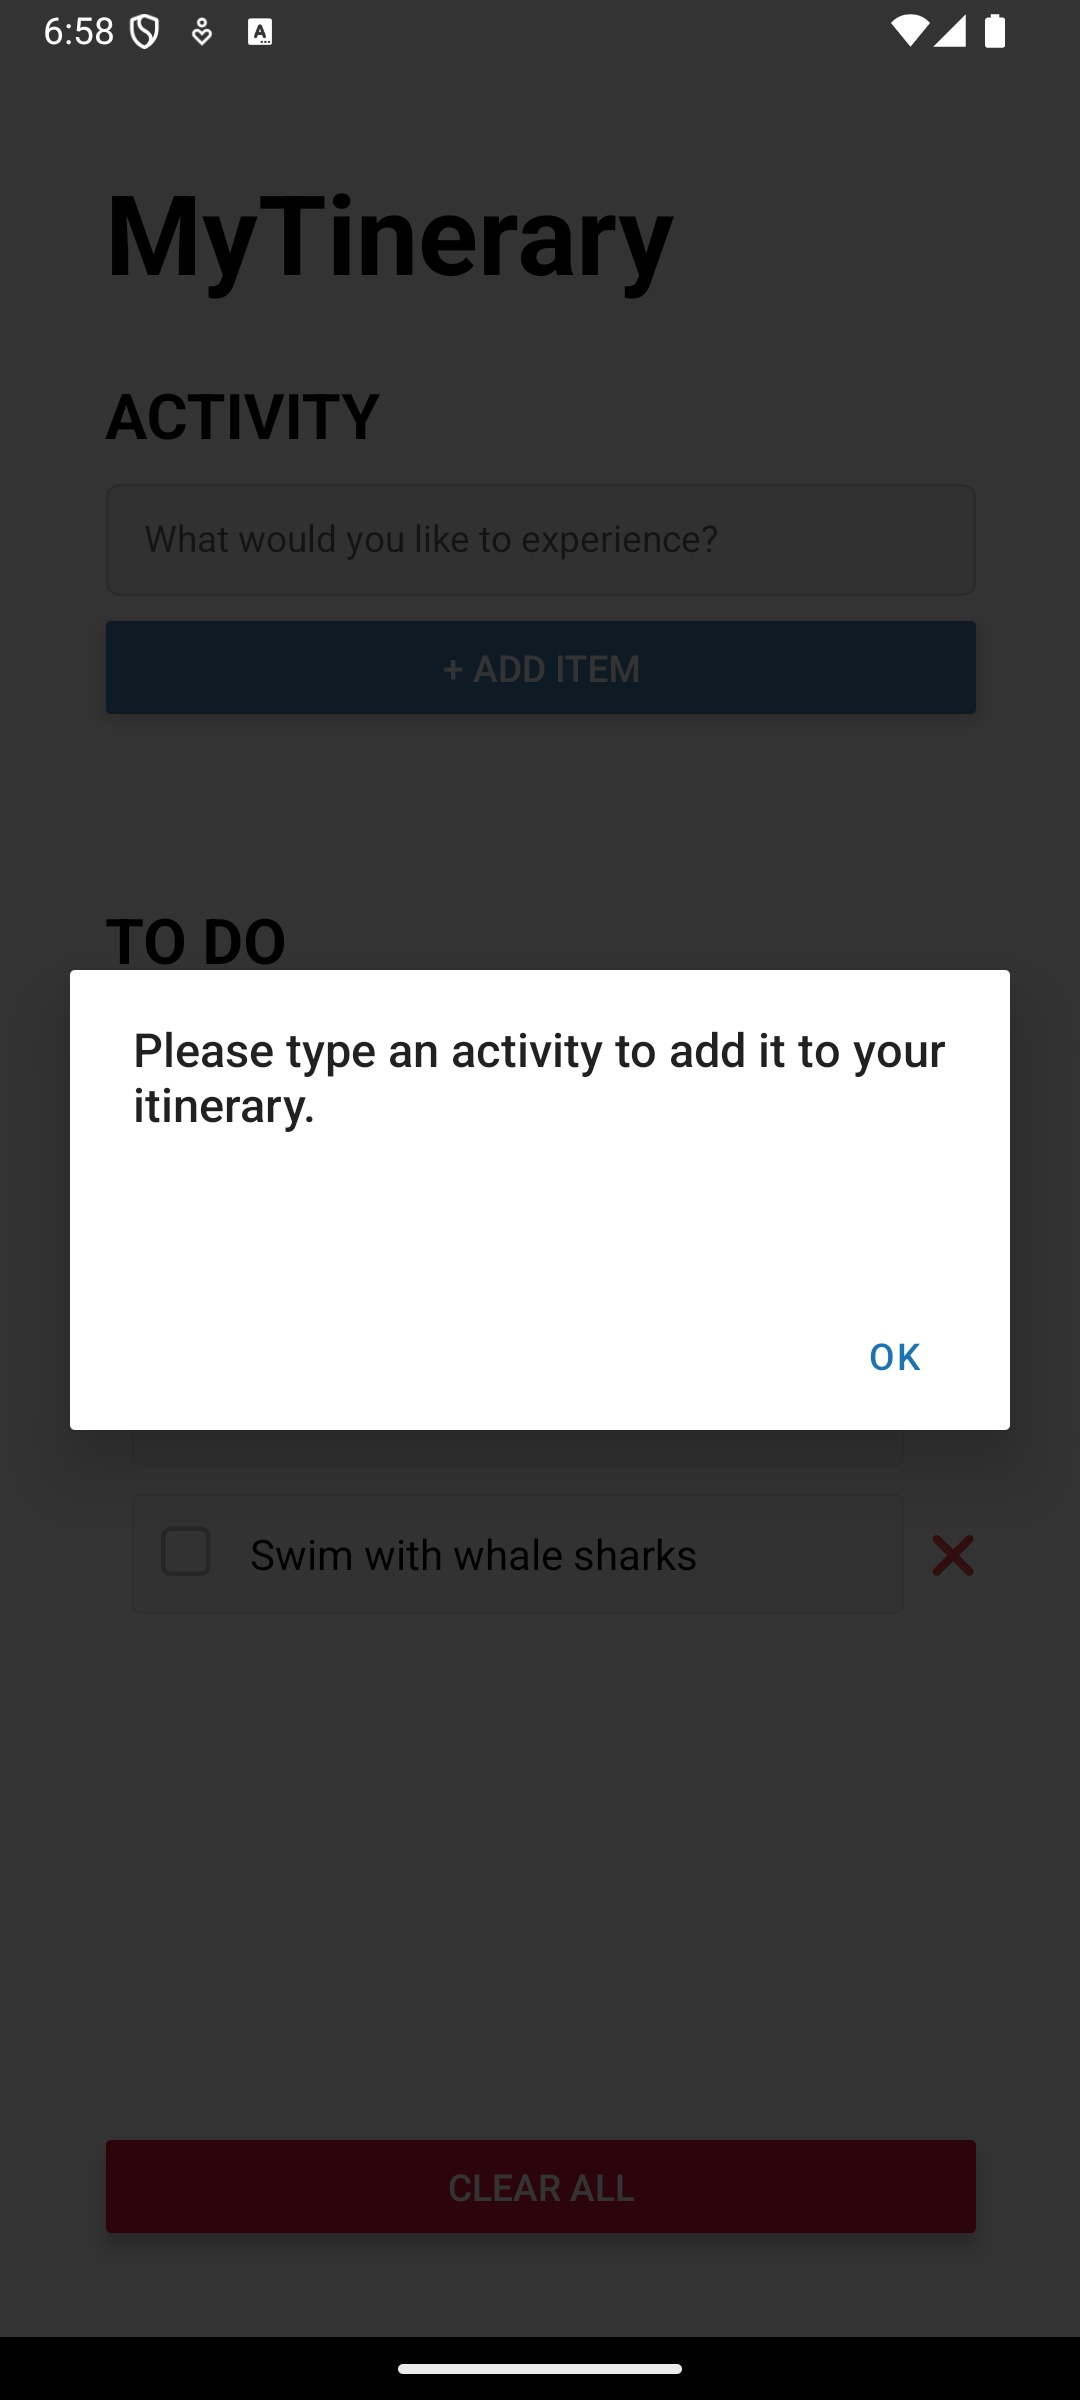 6:58
MyTinerary
ACTIVITY
What would you like to experience?
+ ADD ITEM
TO DO
Please type an activity to add it to your
itinerary.
OK
Swim with whale sharks
CLEAR ALL